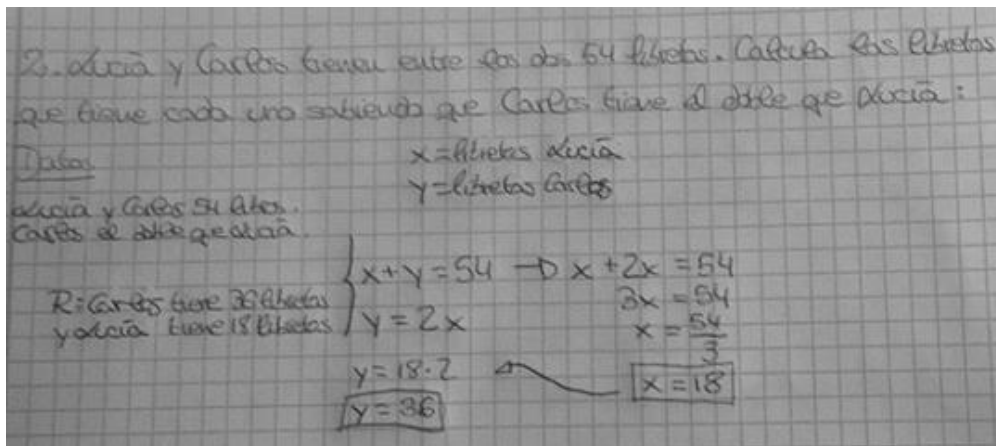 2. Lucía y Carlos tienen entre los dos 54 libretas. Calcula las libretas
que tiene cada uno sabiendo que Carlos tiene el doble que Lucía:
Datos
x = libretas Lucía
y = libretas Carlos
Lucía y Carlos 54 libros.
Carlos el doble que Lucía.
x + y = 54 → x + 2x = 54
y = 2x
3x = 54
x = 54/3
x = 18
y = 18 · 2
y = 36
R: Carlos tiene 36 libretas
y Lucía tiene 18 libretas